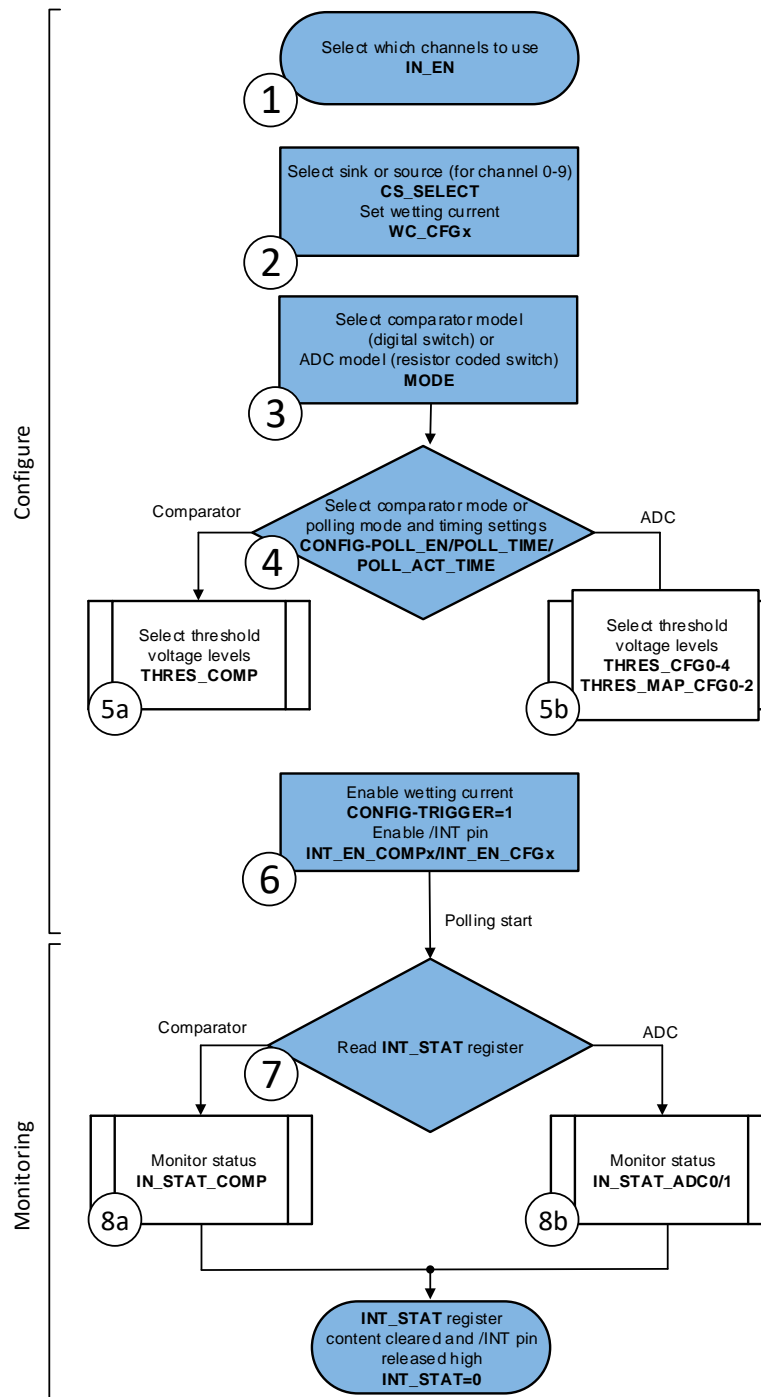 Configure
Select which channels to use
IN_EN
1
Select sink or source (for channel 0-9)
CS_SELECT
Set wetting current
WC_CFGx
2
Select comparator model
(digital switch) or
ADC model (resistor coded switch)
MODE
3
Comparator
Select comparator mode or
polling mode and timing settings
CONFIG-POLL_EN/POLL_TIME/
POLL_ACT_TIME
ADC
4
Select threshold
voltage levels
THRES_COMP
5a
Select threshold
voltage levels
THRES_CFG0-4
THRES_MAP_CFG0-2
5b
Enable wetting current
CONFIG-TRIGGER=1
Enable /INT pin
INT_EN_COMPx/INT_EN_CFGx
6
Polling start
Monitoring
Comparator
Read INT_STAT register
ADC
7
Monitor status
IN_STAT_COMP
8a
Monitor status
IN_STAT_ADC0/1
8b
INT_STAT register
content cleared and /INT pin
released high
INT_STAT=0